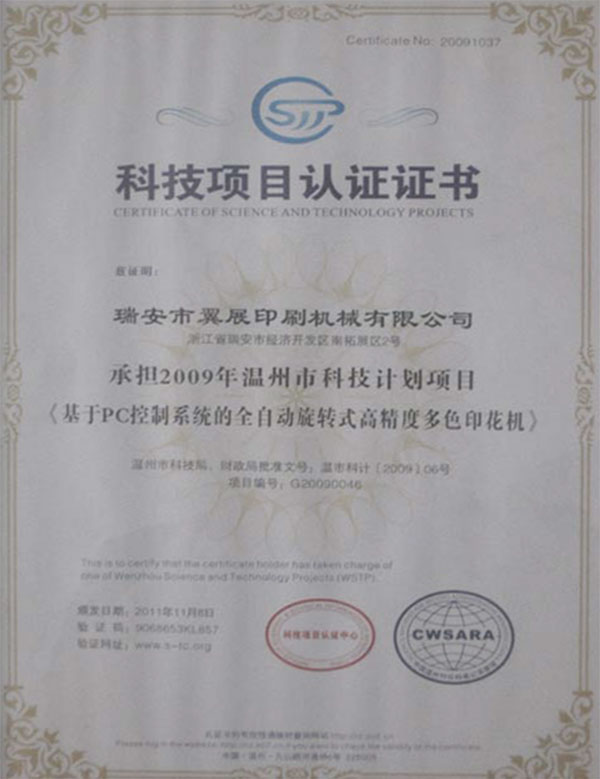 Certificate No: 20091037
科技项目认证证书
CERTIFICATE OF SCIENCE AND TECHNOLOGY PROJECTS
兹证明：
瑞安市翼展印刷机械有限公司
浙江省瑞安市经济开发区南拓展区2号
承担2009年温州市科技计划项目
《基于PC控制系统的全自动旋转式高精度多色印花机》
温州市科技局、财政局批准文号：温市科计［2009］06号
项目编号：G20090046
This is to certify that the certificate holder has taken charge of
one of Wenzhou Science and Technology Projects (WSTP).
颁发日期：2011年11月8日
验 证 码：9068653KL857
验证网址：www.s-tc.org
科技项目认证中心
CWSARA